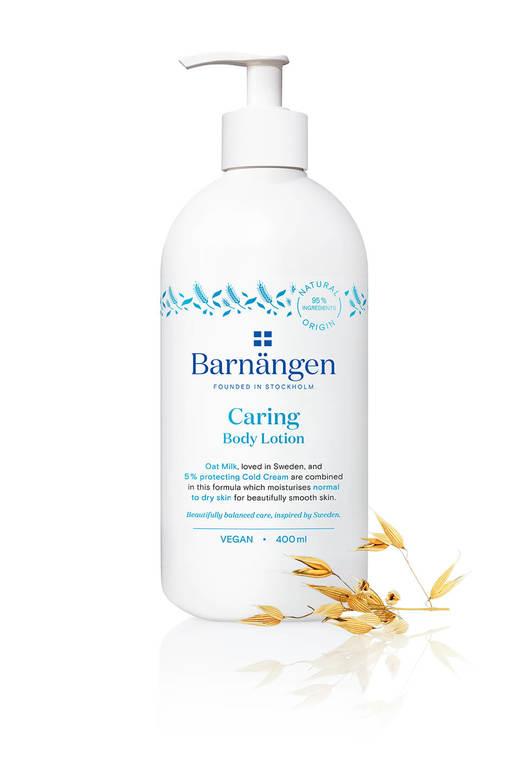 NATURAL
95 %
INGREDIENTS
ORIGIN
Barnängen
FOUNDED IN STOCKHOLM
Caring
Body Lotion
Oat Milk, loved in Sweden, and
5% protecting Cold Cream are combined
in this formula which moisturises normal
to dry skin for beautifully smooth skin.
Beautifully balanced care, inspired by Sweden.
VEGAN • 400 ml